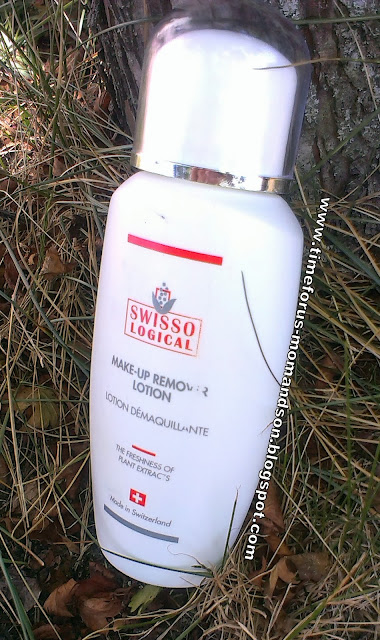 SWISSO
LOGICAL
MAKE-UP REMOVER
LOTION
LOTION DÉMAQUILLANTE
THE FRESHNESS OF
PLANT EXTRACTS
Made in Switzerland
www.timeforus-momandson.blogspot.com